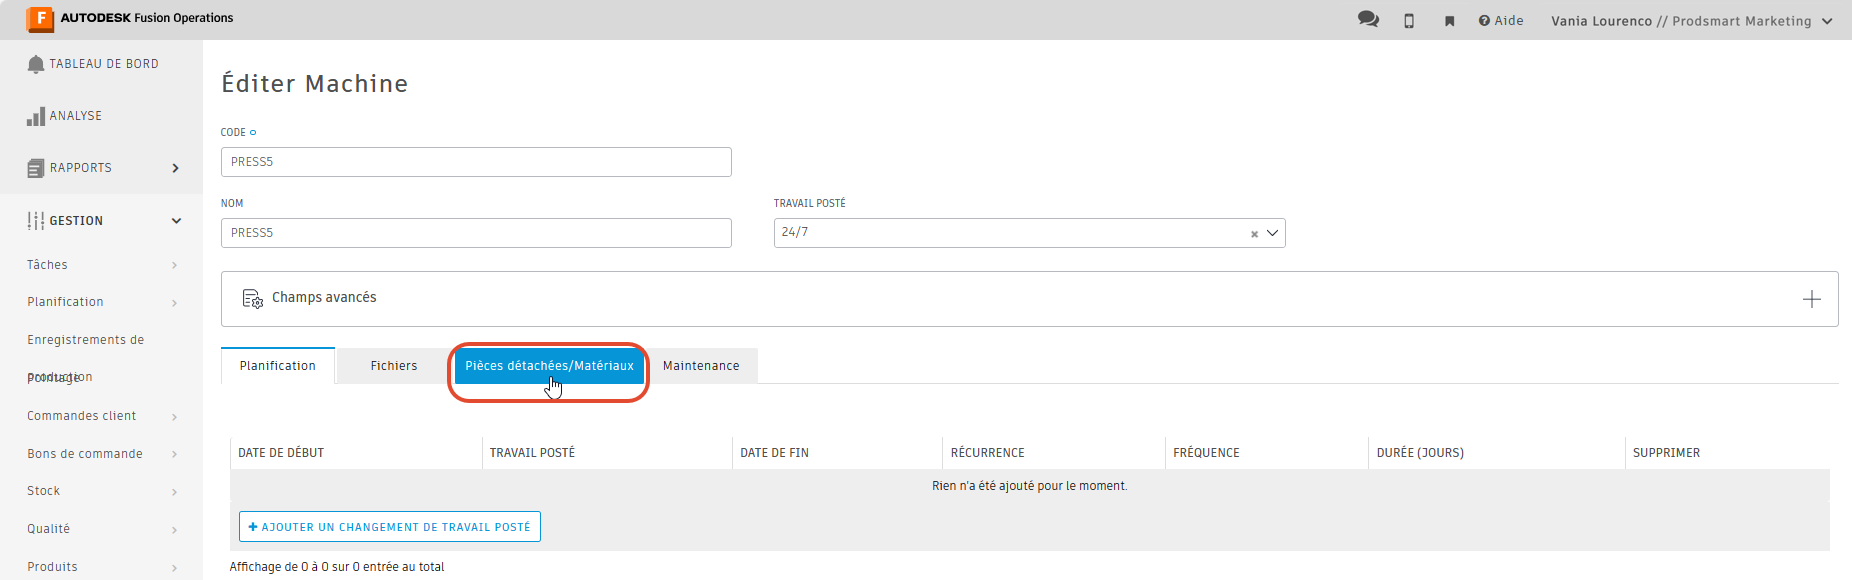 F AUTODESK Fusion Operations
Aide
Vania Lourenco // Prodsmart Marketing
TABLEAU DE BORD
ANALYSE
RAPPORTS
GESTION
Tâches
Planification
Enregistrements de
production
Pointage
Commandes client
Bons de commande
Stock
Qualité
Produits
Éditer Machine
CODE
PRESS5
NOM
PRESS5
TRAVAIL POSTÉ
24/7
Champs avancés
Planification Fichiers Pièces détachées/Matériaux Maintenance
DATE DE DÉBUT TRAVAIL POSTÉ DATE DE FIN RÉCURRENCE FRÉQUENCE DURÉE (JOURS) SUPPRIMER
Rien n'a été ajouté pour le moment.
+ AJOUTER UN CHANGEMENT DE TRAVAIL POSTÉ
Affichage de 0 à 0 sur 0 entrée au total